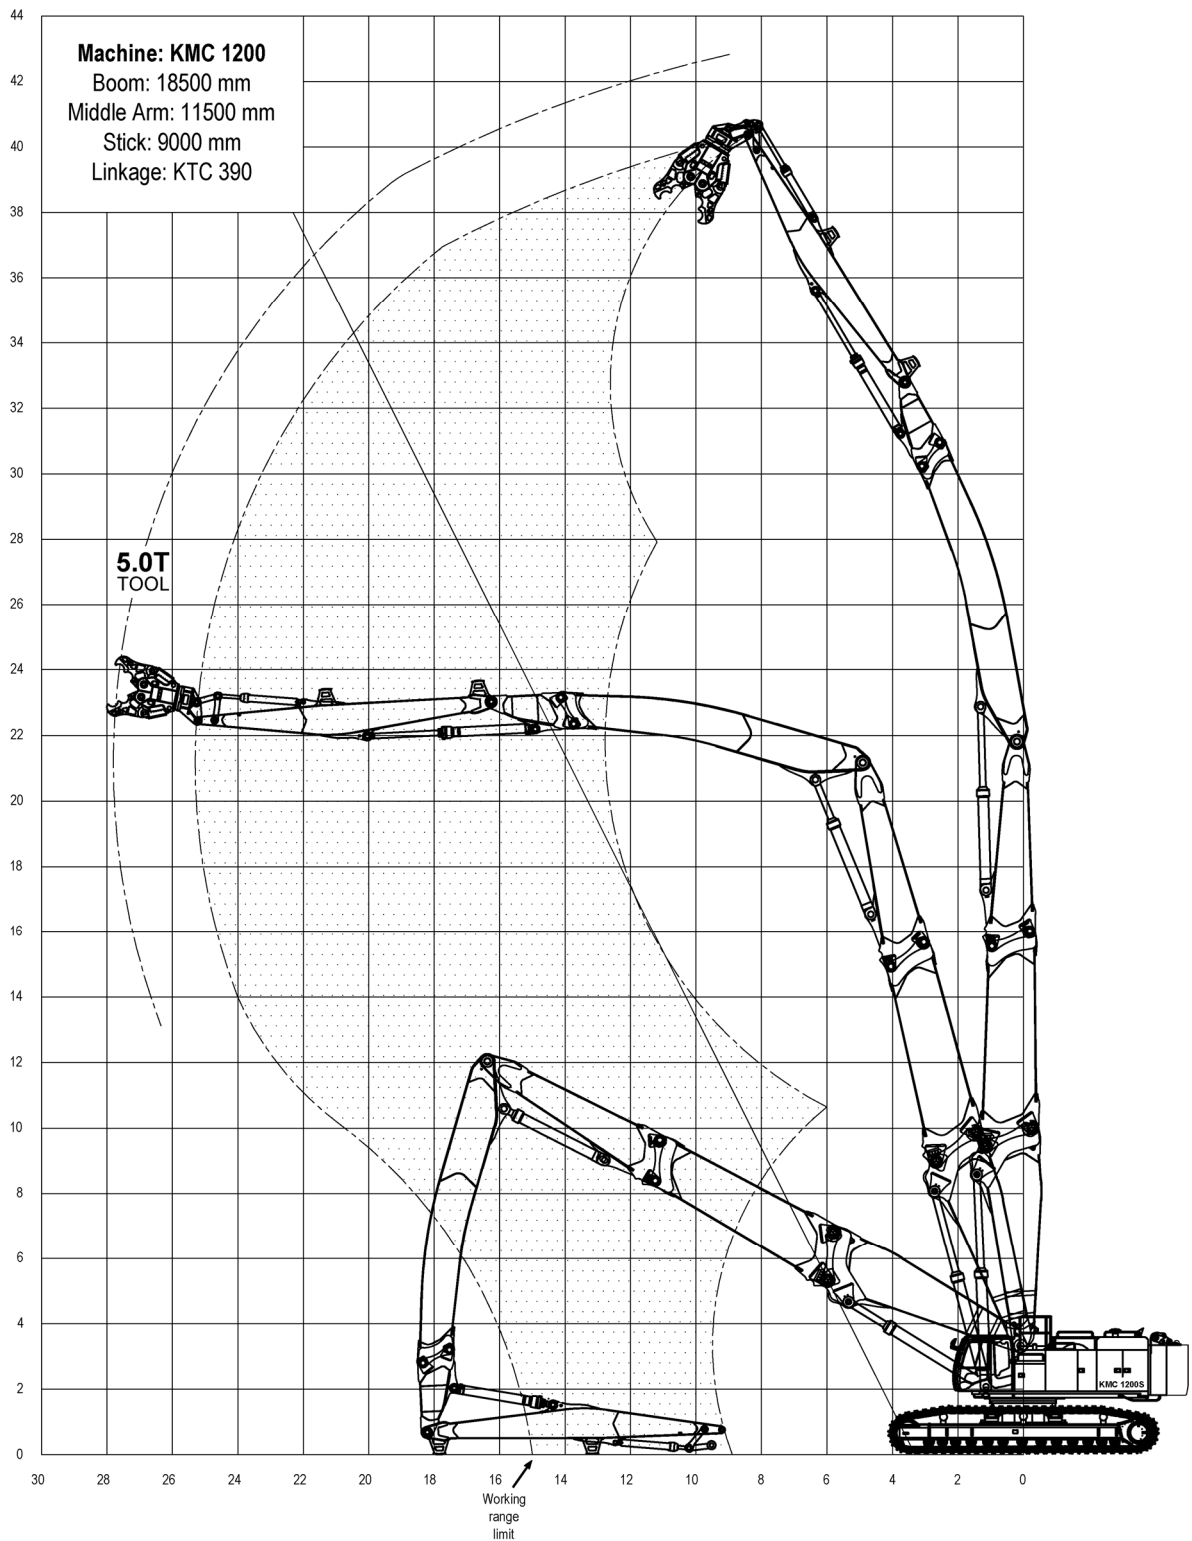 44
Machine: KMC 1200
Boom: 18500 mm
Middle Arm: 11500 mm
Stick: 9000 mm
Linkage: KTC 390
42
40
38
36
34
32
30
28
5.0T
TOOL
26
24
22
20
18
16
14
12
10
8
6
4
KMC 1200S
2
0
30 28 26 24 22 20 18 16 14 12 10 8 6 4 2 0
Working
range
limit